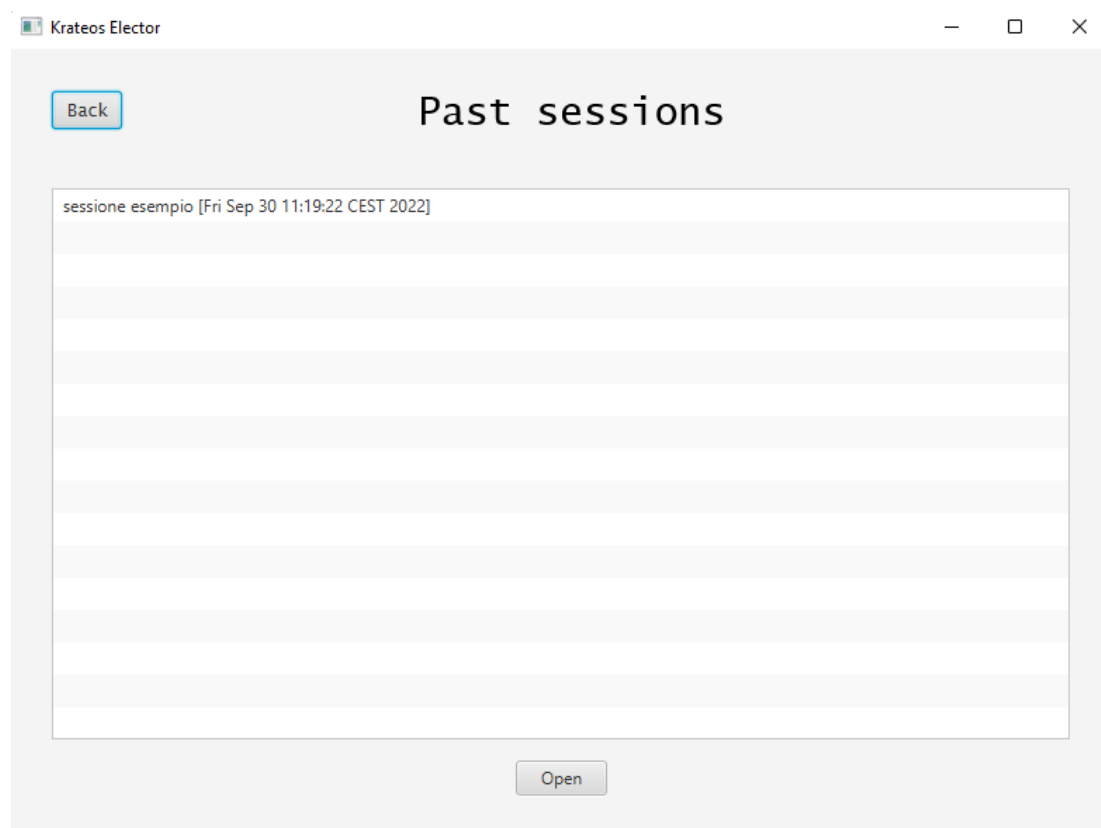 Krateos Elector
Back
Past sessions
sessione esempio [Fri Sep 30 11:19:22 CEST 2022]
Open